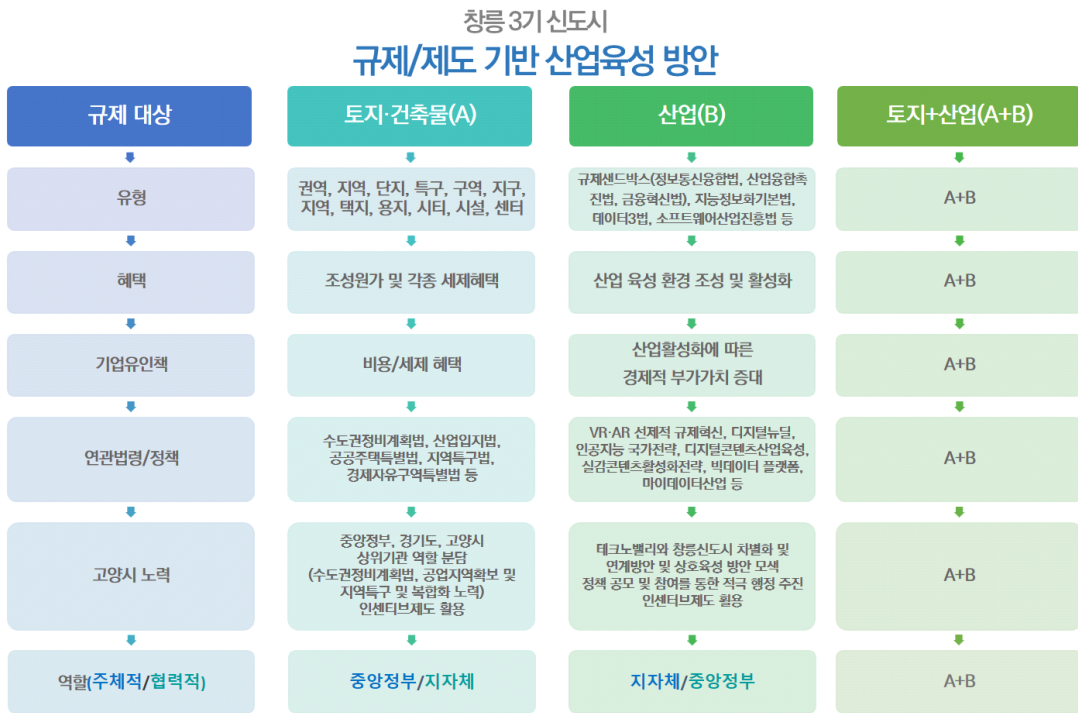 창릉 3기 신도시
규제/제도 기반 산업육성 방안
규제 대상
토지·건축물(A)
산업(B)
토지+산업(A+B)
유형
권역, 지역, 단지, 특구, 구역, 지구,
지역, 택지, 용지, 시티, 시설, 센터
규제샌드박스(정보통신융합법, 산업융합촉
진법, 금융혁신법), 지능정보화기본법,
데이터3법, 소프트웨어산업진흥법 등
A+B
혜택
조성원가 및 각종 세제혜택
산업 육성 환경 조성 및 활성화
A+B
기업유인책
비용/세제 혜택
산업활성화에 따른
경제적 부가가치 증대
A+B
연관법령/정책
수도권정비계획법, 산업입지법,
공공주택특별법, 지역특구법,
경제자유구역특별법 등
VR·AR 선제적 규제혁신, 디지털뉴딜,
인공지능 국가전략, 디지털콘텐츠산업육성,
실감콘텐츠활성화전략, 빅데이터 플랫폼,
마이데이터산업 등
A+B
고양시 노력
중앙정부, 경기도, 고양시
상위기관 역할 분담
(수도권정비계획법, 공업지역확보 및
지역특구 및 복합화 노력)
인센티브제도 활용
테크노밸리와 창릉신도시 차별화 및
연계방안 및 상호육성 방안 모색
정책 공모 및 참여를 통한 적극 행정 추진
인센터브제도 활용
A+B
역할(주체적/협력적)
중앙정부/지자체
지자체/중앙정부
A+B